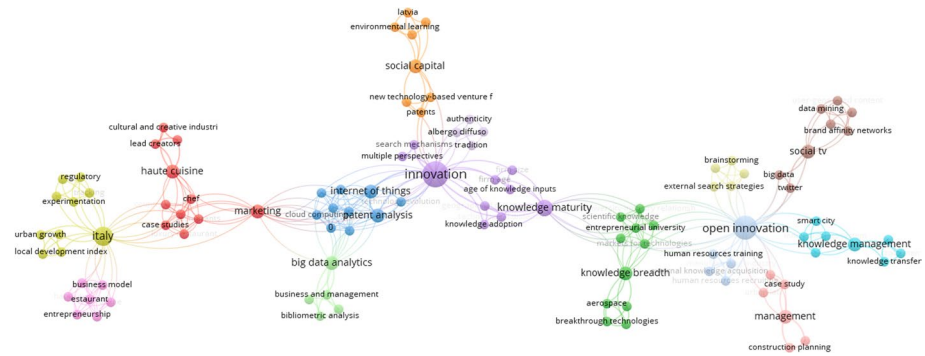 latvia
environmental learning
social capital
new technology-based venture f
patents
authenticity
albergo diffuso
search mechanisms
tradition
multiple perspectives
innovation
age of knowledge inputs
knowledge maturity
knowledge adoption
cultural and creative industri
lead creators
haute cuisine
chef
case studies
marketing
regulatory
experimentation
urban growth
italy
local development index
business model
estaurant
entrepreneurship
internet of things
cloud computing
patent analysis
big data analytics
business and management
bibliometric analysis
scientific knowledge
entrepreneurial university
knowledge breadth
aerospace
breakthrough technologies
data mining
brand affinity networks
social tv
big data
twitter
brainstorming
external search strategies
open innovation
smart city
knowledge management
knowledge transfer
human resources training
case study
management
construction planning